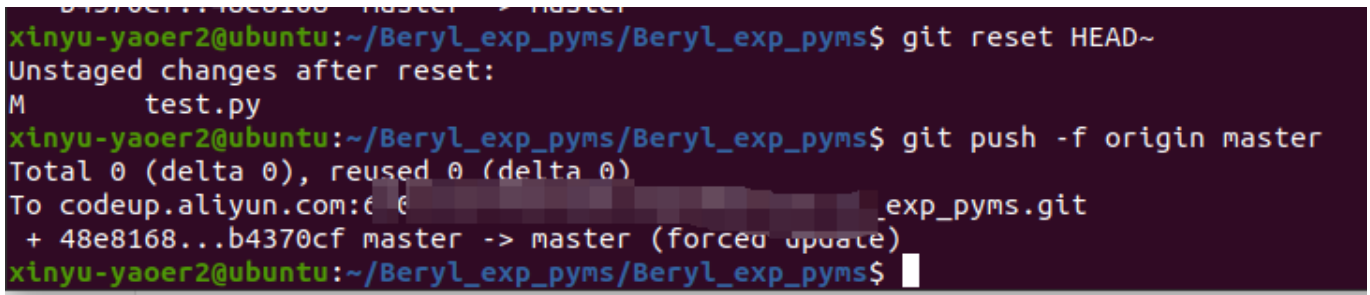 xinyu-yaoer2@ubuntu:~/Beryl_exp_pyms/Beryl_exp_pyms$ git reset HEAD~
Unstaged changes after reset:
M test.py
xinyu-yaoer2@ubuntu:~/Beryl_exp_pyms/Beryl_exp_pyms$ git push -f origin master
Total 0 (delta 0), reused 0 (delta 0)
To codeup.aliyun.com: _exp_pyms.git
+ 48e8168...b4370cf master -> master (forced update)
xinyu-yaoer2@ubuntu:~/Beryl_exp_pyms/Beryl_exp_pyms$